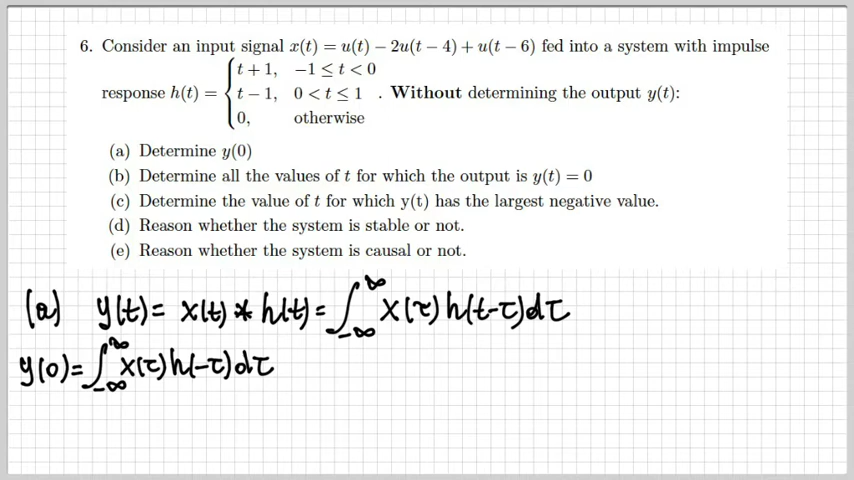 6. Consider an input signal x(t) = u(t) − 2u(t − 4) + u(t − 6) fed into a system with impulse
response h(t) = { t + 1, −1 ≤ t < 0
t − 1, 0 < t ≤ 1 . Without determining the output y(t):
0, otherwise
(a) Determine y(0)
(b) Determine all the values of t for which the output is y(t) = 0
(c) Determine the value of t for which y(t) has the largest negative value.
(d) Reason whether the system is stable or not.
(e) Reason whether the system is causal or not.
(a) y(t) = x(t) * h(t) = ∫_{-∞}^{∞} x(τ) h(t-τ) dτ
y(0) = ∫_{-∞}^{∞} x(τ) h(-τ) dτ